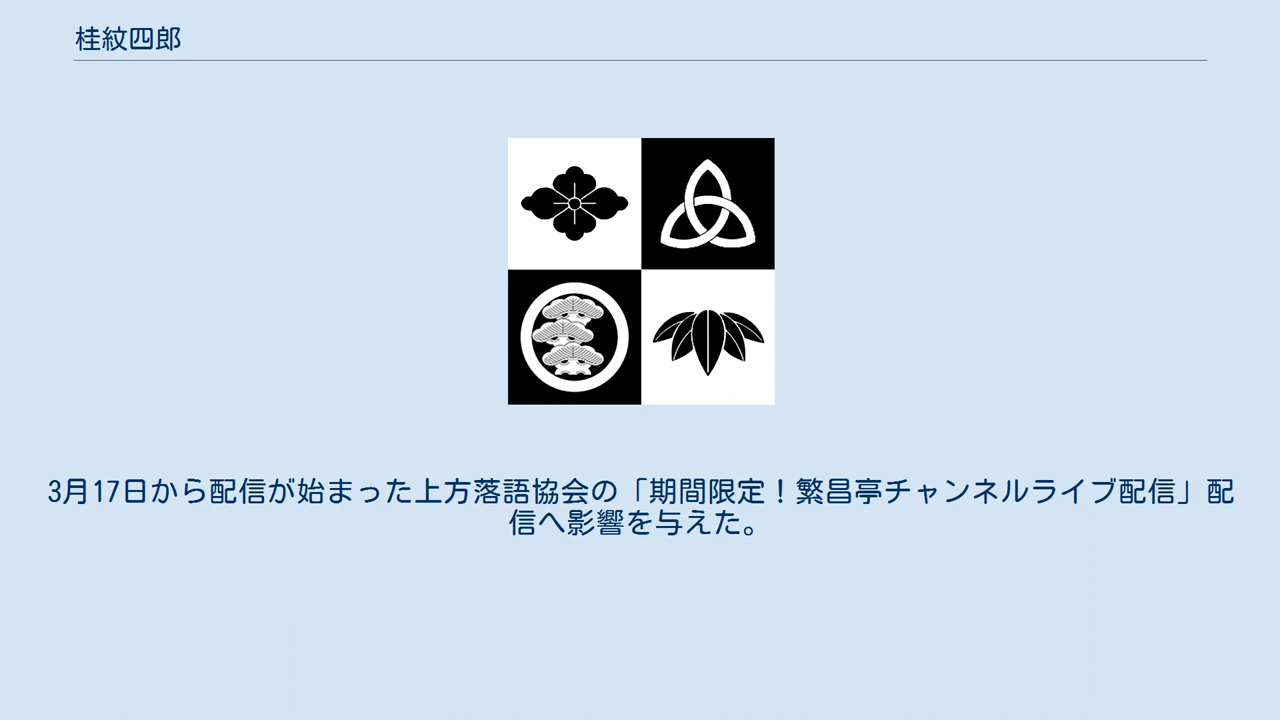 桂紋四郎
3月17日から配信が始まった上方落語協会の「期間限定！繁昌亭チャンネルライブ配信」配
信へ影響を与えた。